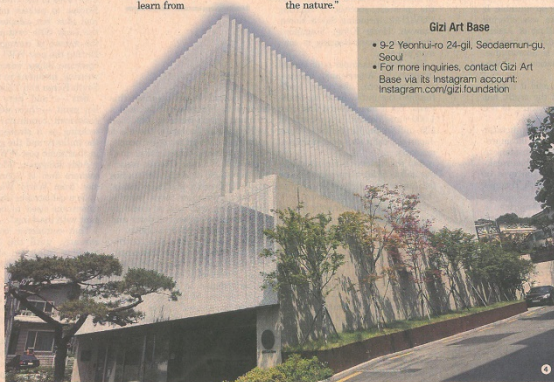 learn from the nature."
Gizi Art Base
• 9-2 Yeonhui-ro 24-gil, Seodaemun-gu,
Seoul
• For more inquiries, contact Gizi Art
Base via its Instagram account:
Instagram.com/gizi.foundation
4